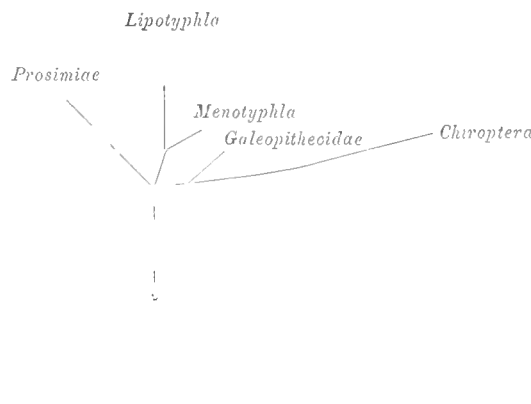 Lipotyphla
Prosimiae
Menotyphla
Galeopithecidae
Chiroptera